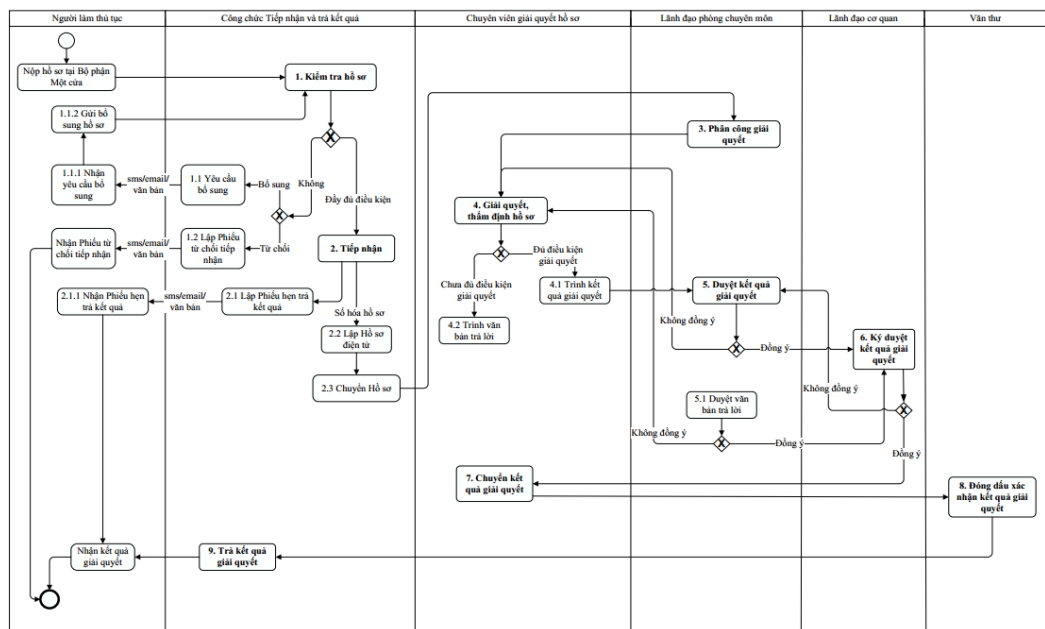 Người làm thủ tục
Công chức Tiếp nhận và trả kết quả
Chuyên viên giải quyết hồ sơ
Lãnh đạo phòng chuyên môn
Lãnh đạo cơ quan
Văn thư
Nộp hồ sơ tại Bộ phận
Một cửa
1. Kiểm tra hồ sơ
1.1.2 Gửi bổ
sung hồ sơ
X
3. Phân công giải
quyết
1.1.1 Nhận
yêu cầu bổ
sung
sms/email/
văn bản
1.1 Yêu cầu
bổ sung
Bổ sung
Không
Đầy đủ điều kiện
X
4. Giải quyết,
thẩm định hồ sơ
Nhận Phiếu từ
chối tiếp nhận
sms/email/
văn bản
1.2 Lập Phiếu
từ chối tiếp
nhận
Từ chối
2. Tiếp nhận
X
Đủ điều kiện
giải quyết
Chưa đủ điều kiện
giải quyết
4.1 Trình kết
quả giải quyết
5. Duyệt kết quả
giải quyết
2.1.1 Nhận Phiếu hẹn
trả kết quả
sms/email/
văn bản
2.1 Lập Phiếu hẹn trả
kết quả
Số hóa hồ sơ
2.2 Lập Hồ sơ
điện tử
4.2 Trình văn
bản trả lời
Không đồng ý
X
Đồng ý
6. Ký duyệt
kết quả giải
quyết
2.3 Chuyển Hồ sơ
5.1 Duyệt văn
bản trả lời
Không đồng ý
X
Không đồng ý
X
Đồng ý
Đồng ý
7. Chuyển kết
quả giải quyết
8. Đóng dấu xác
nhận kết quả giải
quyết
Nhận kết quả
giải quyết
9. Trả kết quả
giải quyết